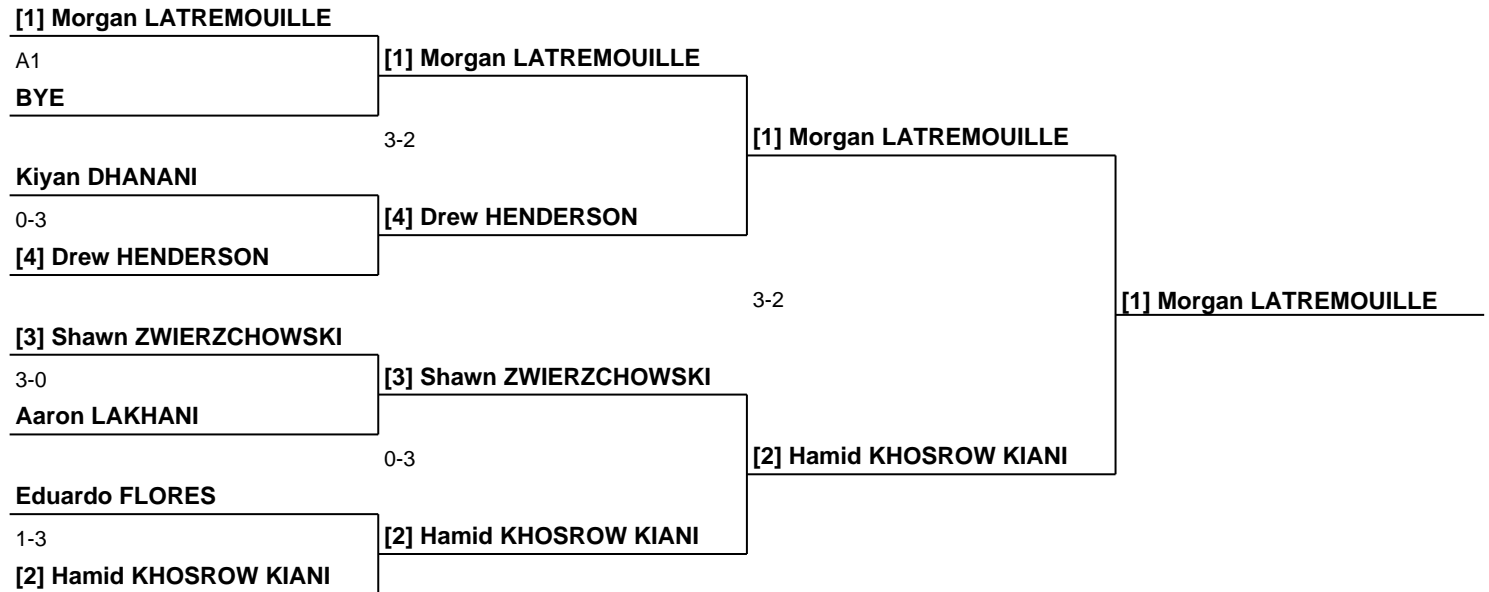 [1] Morgan LATREMOUILLE
A1
[1] Morgan LATREMOUILLE
BYE
3-2
[1] Morgan LATREMOUILLE
Kiyan DHANANI
0-3
[4] Drew HENDERSON
[4] Drew HENDERSON
3-2
[1] Morgan LATREMOUILLE
[3] Shawn ZWIERZCHOWSKI
3-0
[3] Shawn ZWIERZCHOWSKI
Aaron LAKHANI
0-3
[2] Hamid KHOSROW KIANI
Eduardo FLORES
1-3
[2] Hamid KHOSROW KIANI
[2] Hamid KHOSROW KIANI